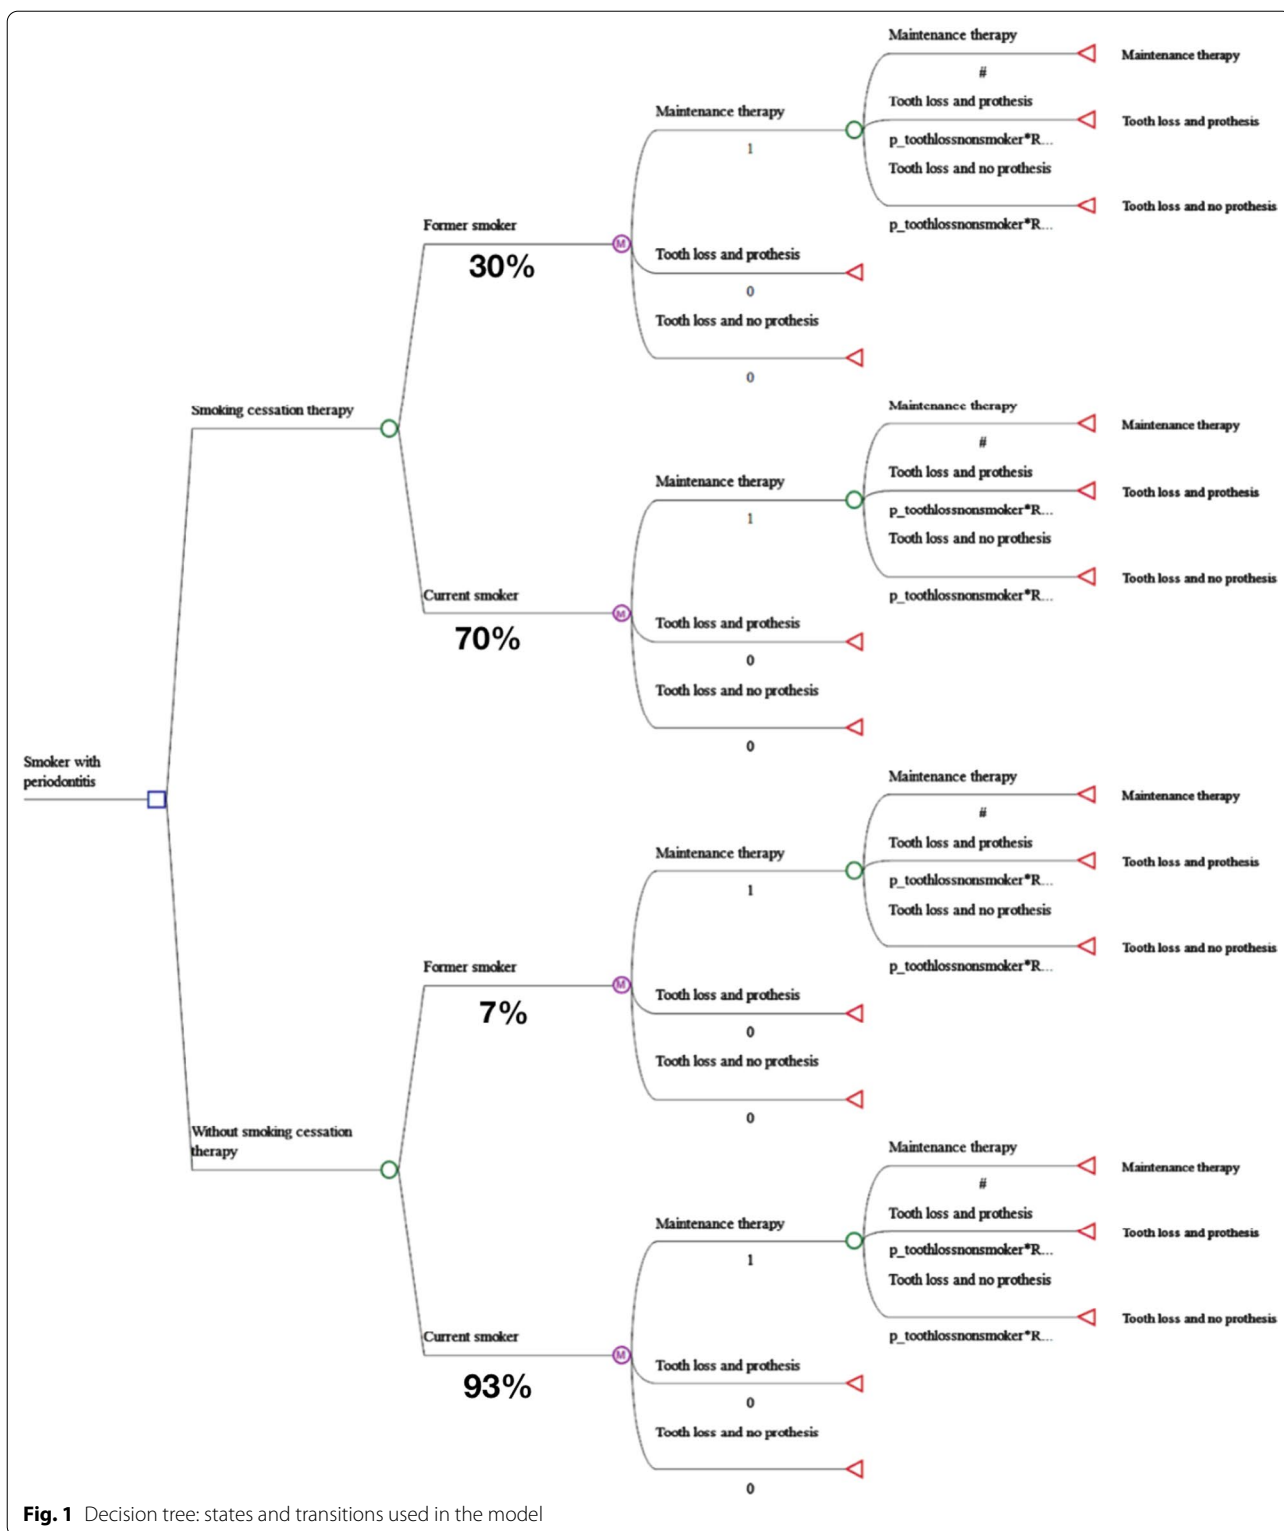 Maintenance therapy
#
Maintenance therapy
Tooth loss and prothesis
p_toothlossnonsmoker*R...
Tooth loss and prothesis
Tooth loss and no prothesis
p_toothlossnonsmoker*R...
Tooth loss and no prothesis
Maintenance therapy
1
Former smoker
30%
M
Tooth loss and prothesis
0
Tooth loss and no prothesis
0
Smoking cessation therapy
Maintenance therapy
#
Maintenance therapy
Tooth loss and prothesis
p_toothlossnonsmoker*R...
Tooth loss and prothesis
Tooth loss and no prothesis
p_toothlossnonsmoker*R...
Tooth loss and no prothesis
Maintenance therapy
1
Current smoker
70%
M
Tooth loss and prothesis
0
Tooth loss and no prothesis
0
Smoker with
periodontitis
Maintenance therapy
#
Maintenance therapy
Tooth loss and prothesis
p_toothlossnonsmoker*R...
Tooth loss and prothesis
Tooth loss and no prothesis
p_toothlossnonsmoker*R...
Tooth loss and no prothesis
Maintenance therapy
1
Former smoker
7%
M
Tooth loss and prothesis
0
Tooth loss and no prothesis
0
Without smoking cessation
therapy
Maintenance therapy
#
Maintenance therapy
Tooth loss and prothesis
p_toothlossnonsmoker*R...
Tooth loss and prothesis
Tooth loss and no prothesis
p_toothlossnonsmoker*R...
Tooth loss and no prothesis
Maintenance therapy
1
Current smoker
93%
M
Tooth loss and prothesis
0
Tooth loss and no prothesis
0
Fig. 1 Decision tree: states and transitions used in the model